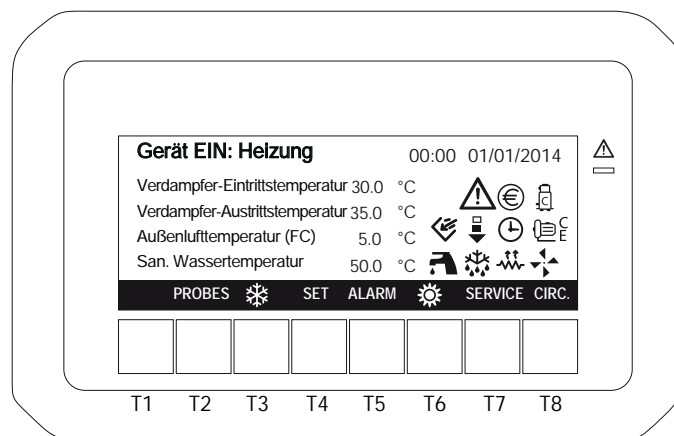 Gerät EIN: Heizung 00:00 01/01/2014
Verdampfer-Eintrittstemperatur 30.0 °C
Verdampfer-Austrittstemperatur 35.0 °C
Außenlufttemperatur (FC) 5.0 °C
San. Wassertemperatur 50.0 °C
€ C
C
E
PROBES SET ALARM SERVICE CIRC.
T1 T2 T3 T4 T5 T6 T7 T8